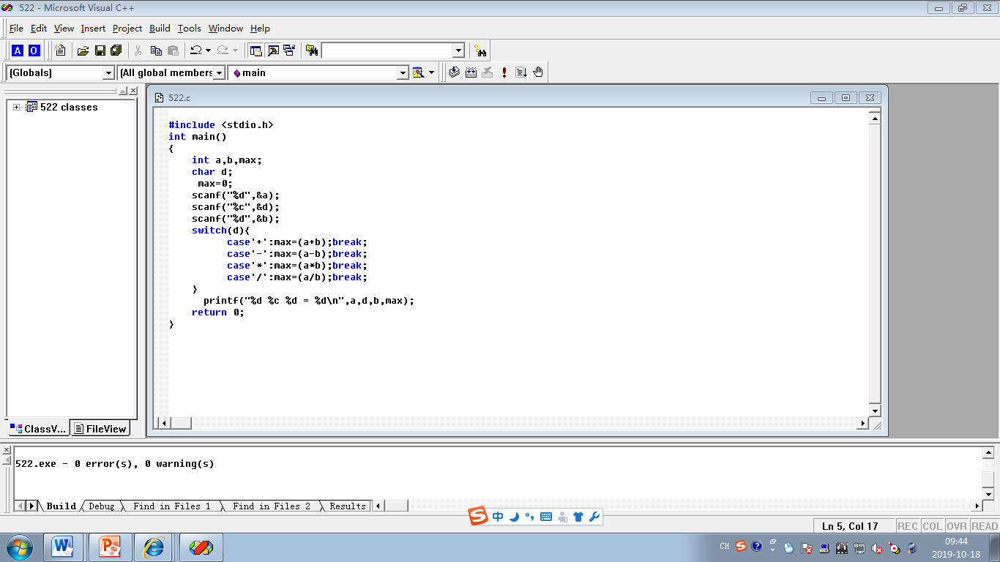 522 - Microsoft Visual C++
File Edit View Insert Project Build Tools Window Help
A O
(Globals) (All global members main
522 classes
522.c
#include <stdio.h>
int main()
{
int a,b,max;
char d;
max=0;
scanf("%d",&a);
scanf("%c",&d);
scanf("%d",&b);
switch(d){
case'+':max=(a+b);break;
case'-':max=(a-b);break;
case'*':max=(a*b);break;
case'/':max=(a/b);break;
}
printf("%d %c %d = %d\n",a,d,b,max);
return 0;
}
ClassV... FileView
522.exe - 0 error(s), 0 warning(s)
Build Debug Find in Files 1 Find in Files 2 Results
S 中
Ln 5, Col 17 REC COL OVR READ
CH S ? 09:44
2019-10-18